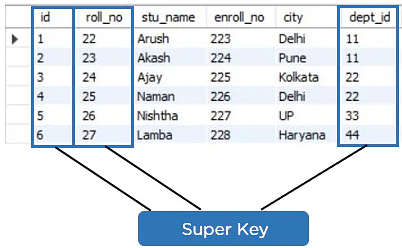 id roll_no stu_name enroll_no city dept_id
1 22 Arush 223 Delhi 11
2 23 Akash 224 Pune 11
3 24 Ajay 225 Kolkata 22
4 25 Naman 226 Delhi 22
5 26 Nishtha 227 UP 33
6 27 Lamba 228 Haryana 44
Super Key